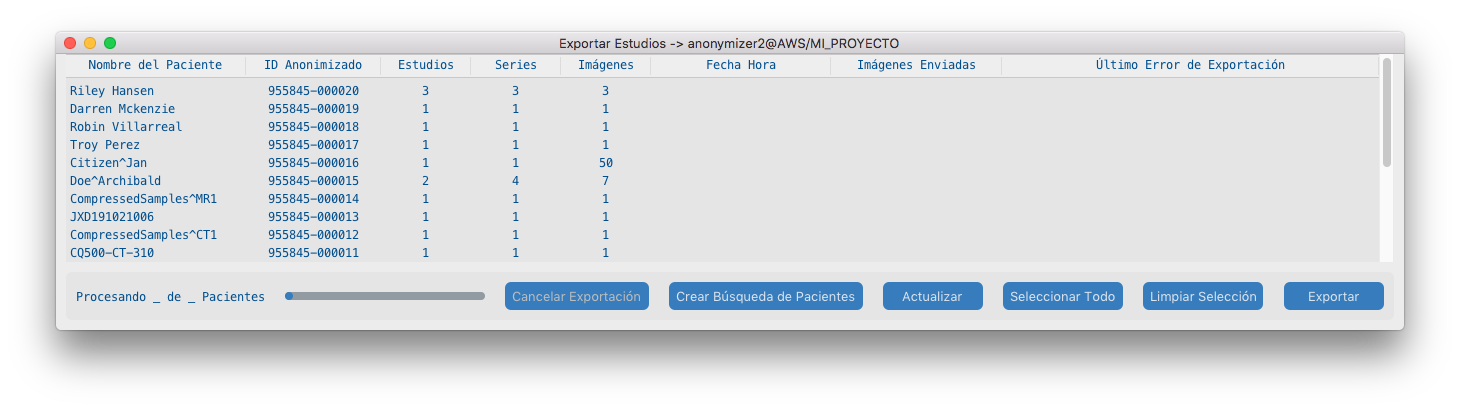 Exportar Estudios -> anonymizer2@AWS/MI_PROYECTO
Nombre del Paciente ID Anonimizado Estudios Series Imágenes Fecha Hora Imágenes Enviadas Último Error de Exportación
Riley Hansen 955845-000020 3 3 3
Darren Mckenzie 955845-000019 1 1 1
Robin Villarreal 955845-000018 1 1 1
Troy Perez 955845-000017 1 1 1
Citizen^Jan 955845-000016 1 1 50
Doe^Archibald 955845-000015 2 4 7
CompressedSamples^MR1 955845-000014 1 1 1
JXD191021006 955845-000013 1 1 1
CompressedSamples^CT1 955845-000012 1 1 1
CQ500-CT-310 955845-000011 1 1 1
Procesando _ de _ Pacientes Cancelar Exportación Crear Búsqueda de Pacientes Actualizar Seleccionar Todo Limpiar Selección Exportar